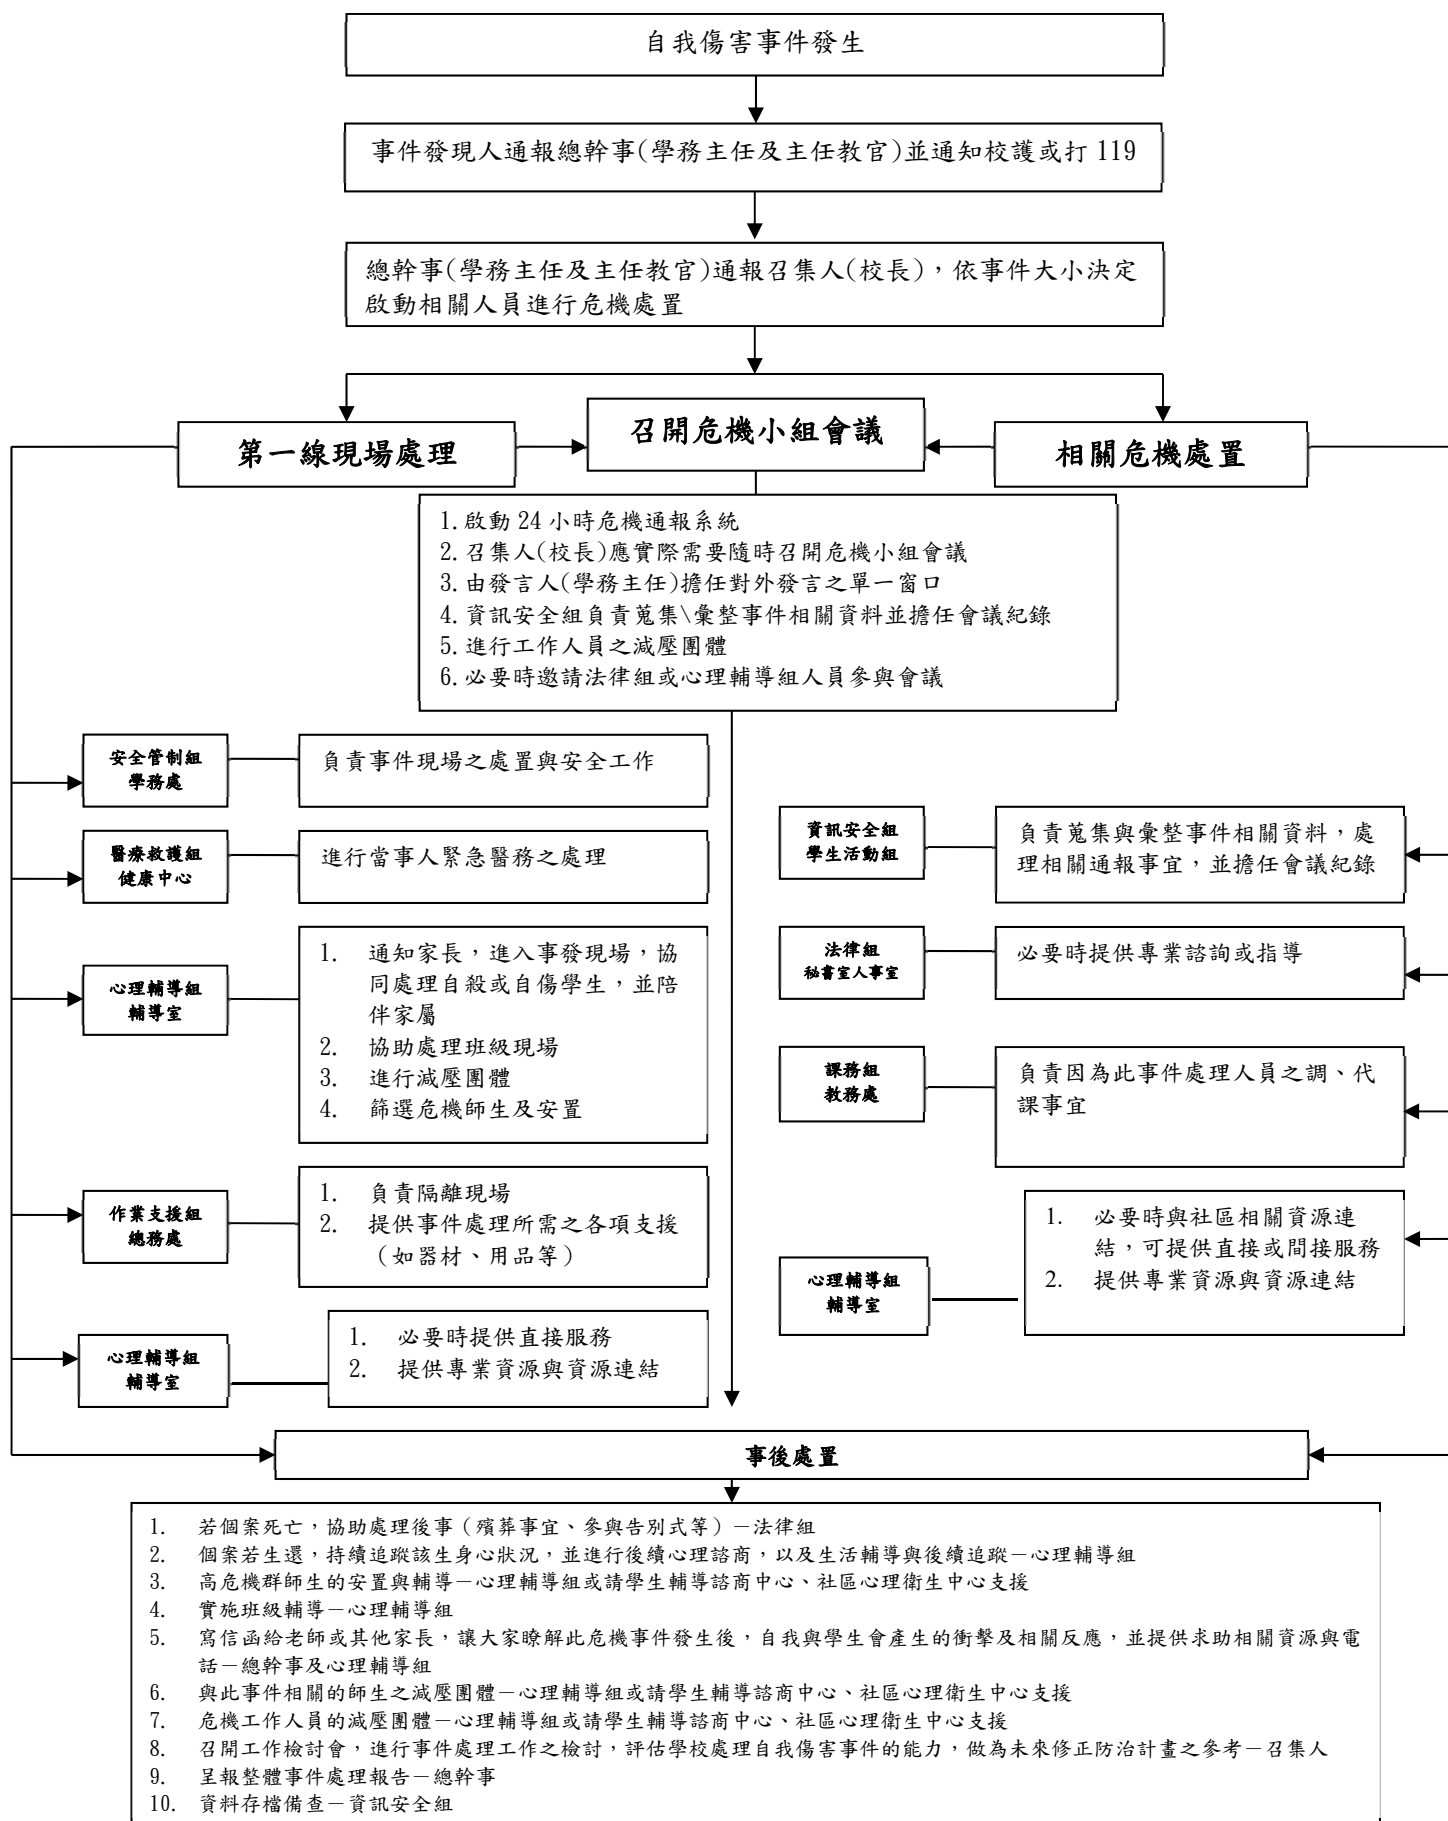 自我傷害事件發生
事件發現人通報總幹事(學務主任及主任教官)並通知校護或打 119
總幹事(學務主任及主任教官)通報召集人(校長)，依事件大小決定
啟動相關人員進行危機處置
第一線現場處理
召開危機小組會議
相關危機處置
1.啟動 24 小時危機通報系統
2.召集人(校長)應實際需要隨時召開危機小組會議
3.由發言人(學務主任)擔任對外發言之單一窗口
4.資訊安全組負責蒐集\彙整事件相關資料並擔任會議紀錄
5.進行工作人員之減壓團體
6.必要時邀請法律組或心理輔導組人員參與會議
安全管制組
學務處
負責事件現場之處置與安全工作
醫療救護組
健康中心
進行當事人緊急醫務之處理
心理輔導組
輔導室
1. 通知家長，進入事發現場，協
同處理自殺或自傷學生，並陪
伴家屬
2. 協助處理班級現場
3. 進行減壓團體
4. 篩選危機師生及安置
作業支援組
總務處
1. 負責隔離現場
2. 提供事件處理所需之各項支援
（如器材、用品等）
心理輔導組
輔導室
1. 必要時提供直接服務
2. 提供專業資源與資源連結
資訊安全組
學生活動組
負責蒐集與彙整事件相關資料，處
理相關通報事宜，並擔任會議紀錄
法律組
秘書室人事室
必要時提供專業諮詢或指導
課務組
教務處
負責因為此事件處理人員之調、代
課事宜
心理輔導組
輔導室
1. 必要時與社區相關資源連
結，可提供直接或間接服務
2. 提供專業資源與資源連結
事後處置
1. 若個案死亡，協助處理後事（殯葬事宜、參與告別式等）－法律組
2. 個案若生還，持續追蹤該生身心狀況，並進行後續心理諮商，以及生活輔導與後續追蹤－心理輔導組
3. 高危機群師生的安置與輔導－心理輔導組或請學生輔導諮商中心、社區心理衛生中心支援
4. 實施班級輔導－心理輔導組
5. 寫信函給老師或其他家長，讓大家瞭解此危機事件發生後，自我與學生會產生的衝擊及相關反應，並提供求助相關資源與電
話－總幹事及心理輔導組
6. 與此事件相關的師生之減壓團體－心理輔導組或請學生輔導諮商中心、社區心理衛生中心支援
7. 危機工作人員的減壓團體－心理輔導組或請學生輔導諮商中心、社區心理衛生中心支援
8. 召開工作檢討會，進行事件處理工作之檢討，評估學校處理自我傷害事件的能力，做為未來修正防治計畫之參考－召集人
9. 呈報整體事件處理報告－總幹事
10. 資料存檔備查－資訊安全組